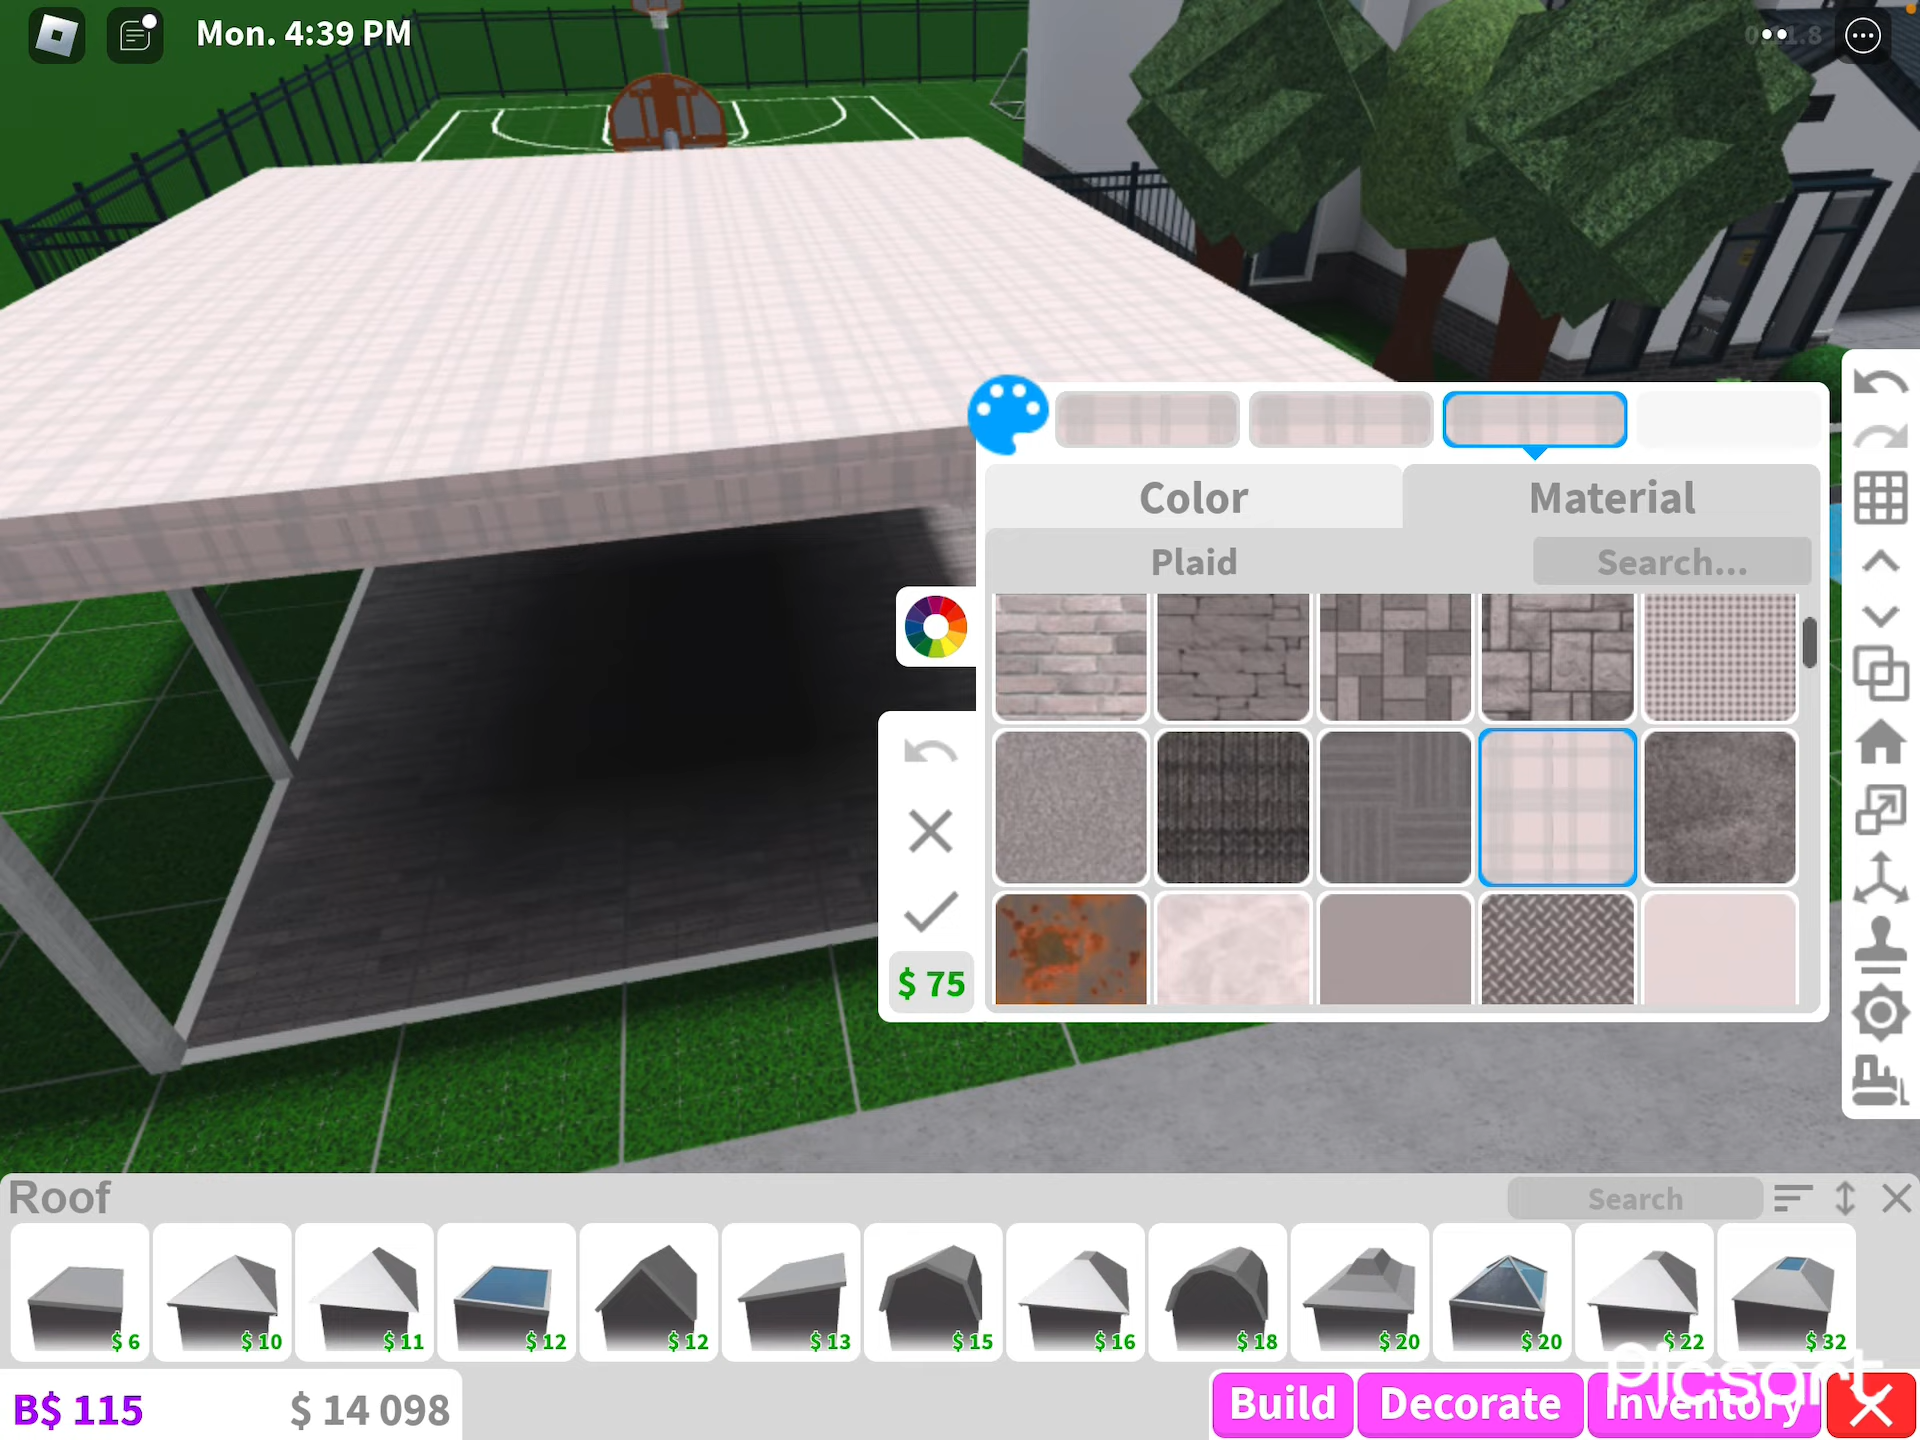 Mon. 4:39 PM
Color
Material
Plaid
Search...
$ 75
Roof
Search
$ 6
$ 10
$ 11
$ 12
$ 12
$ 13
$ 15
$ 16
$ 18
$ 20
$ 20
$ 22
$ 32
B$ 115
$ 14 098
Build
Decorate
Inventory
Picsart